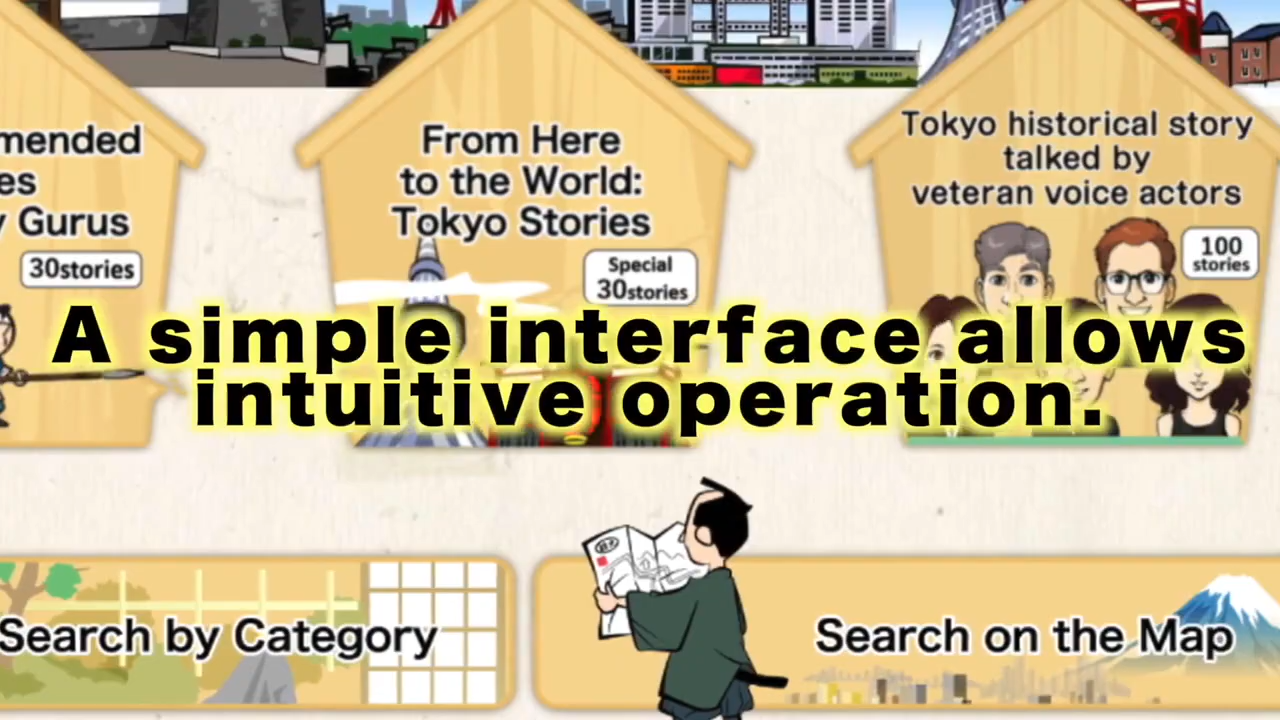 mended
es
y Gurus
30stories
From Here
to the World:
Tokyo Stories
Special
30stories
Tokyo historical story
talked by
veteran voice actors
100
stories
A simple interface allows
intuitive operation.
Search by Category
Search on the Map